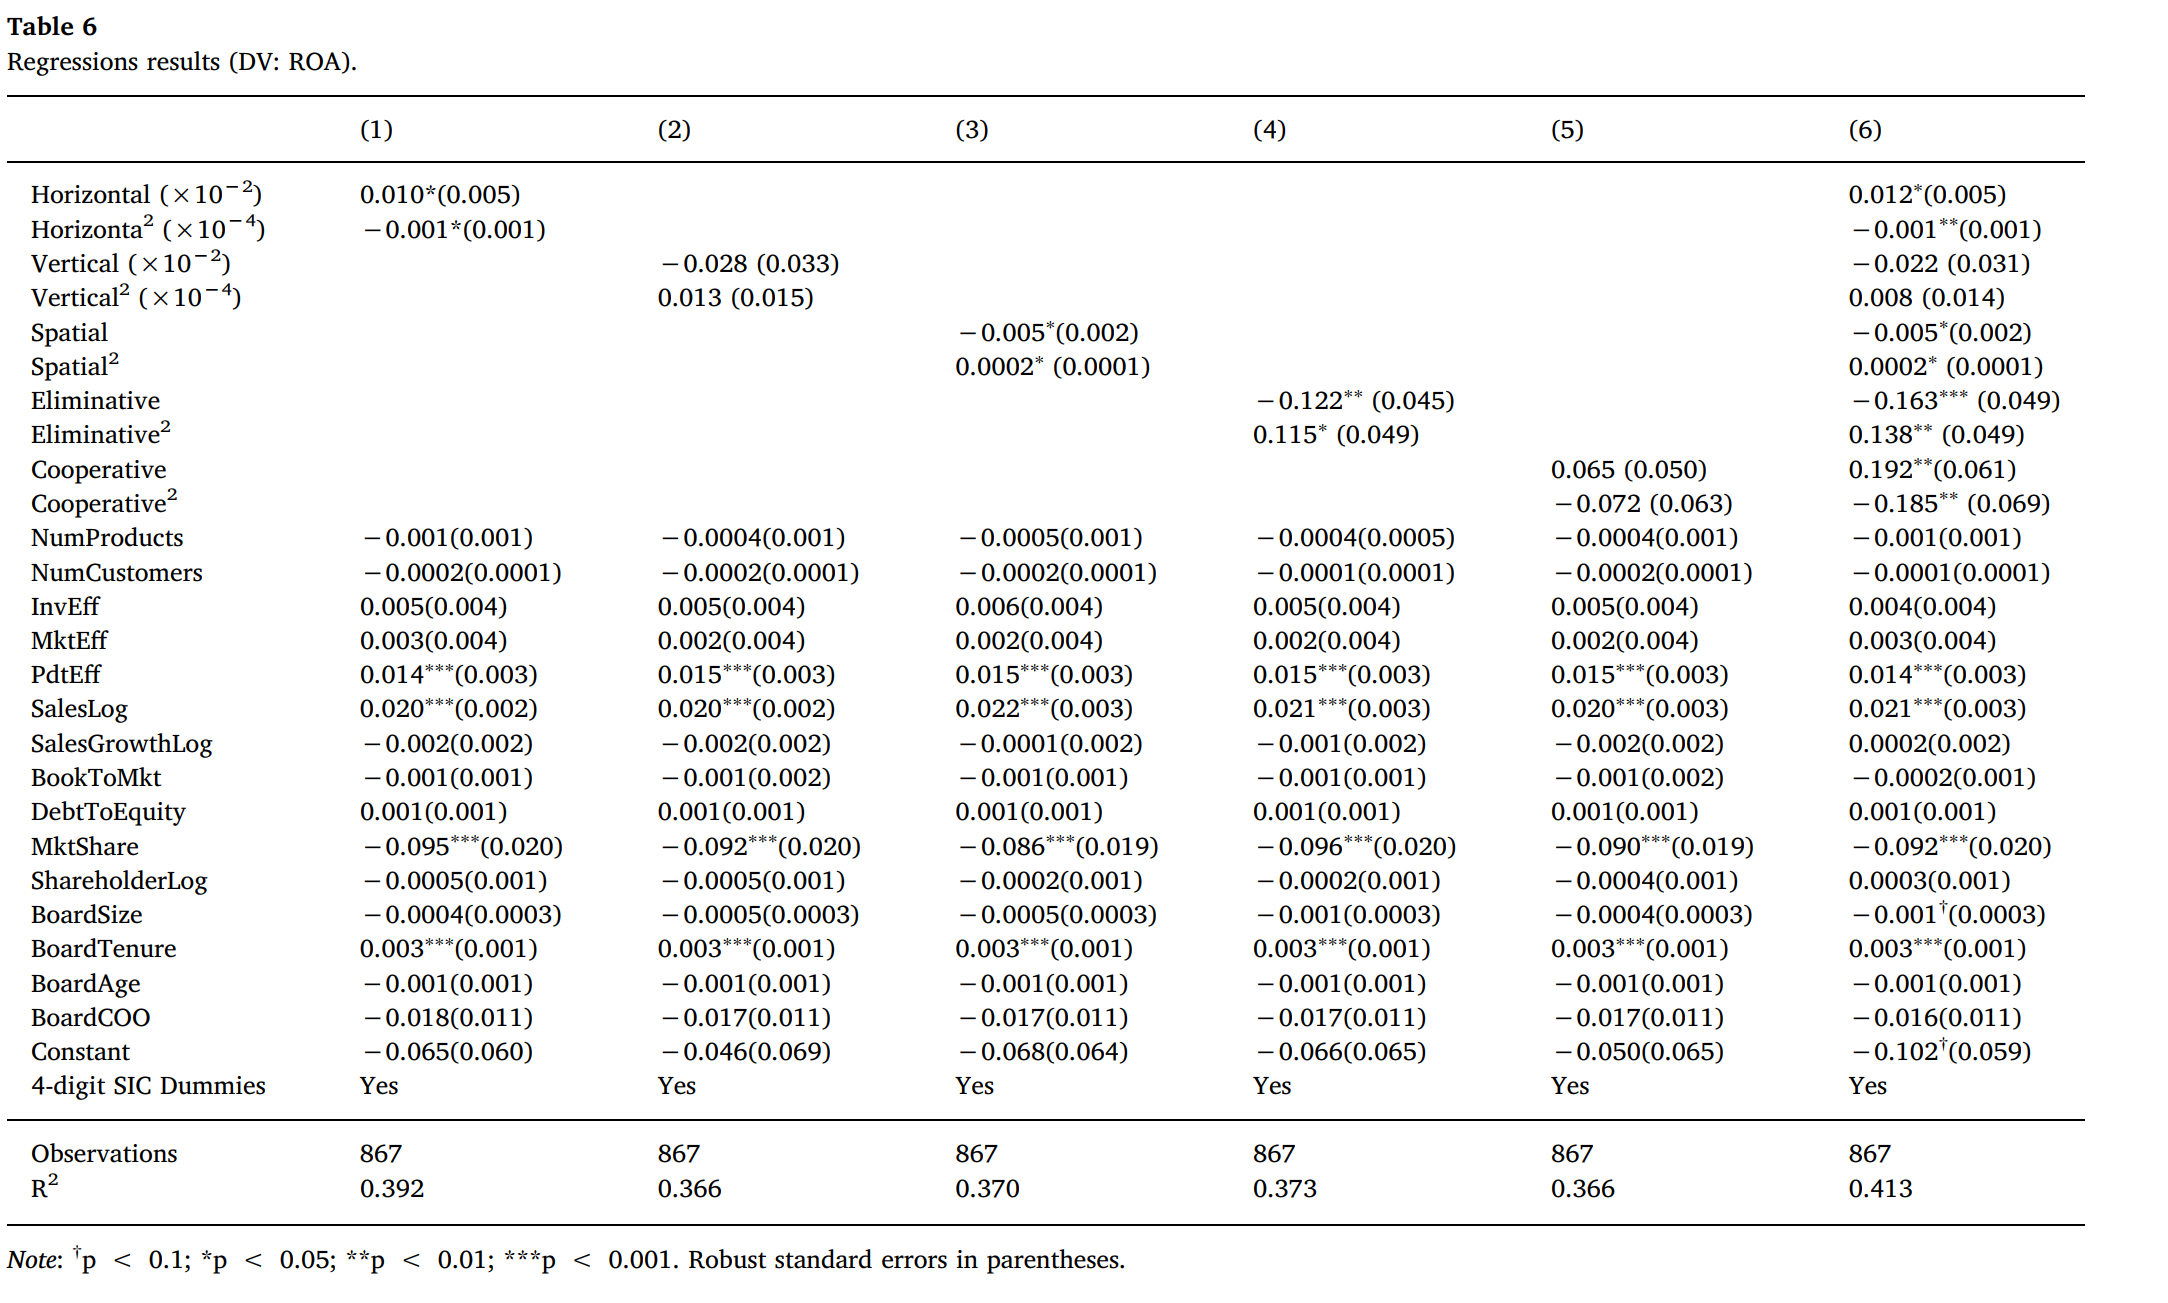 Table 6
Regressions results (DV: ROA).
(1) (2) (3) (4) (5) (6)
Horizontal (×10⁻²) 0.010*(0.005) 0.012*(0.005)
Horizonta² (×10⁻⁴) −0.001*(0.001) −0.001**(0.001)
Vertical (×10⁻²) −0.028 (0.033) −0.022 (0.031)
Vertical² (×10⁻⁴) 0.013 (0.015) 0.008 (0.014)
Spatial −0.005*(0.002) −0.005*(0.002)
Spatial² 0.0002* (0.0001) 0.0002* (0.0001)
Eliminative −0.122** (0.045) −0.163*** (0.049)
Eliminative² 0.115* (0.049) 0.138** (0.049)
Cooperative 0.065 (0.050) 0.192**(0.061)
Cooperative² −0.072 (0.063) −0.185** (0.069)
NumProducts −0.001(0.001) −0.0004(0.001) −0.0005(0.001) −0.0004(0.0005) −0.0004(0.001) −0.001(0.001)
NumCustomers −0.0002(0.0001) −0.0002(0.0001) −0.0002(0.0001) −0.0001(0.0001) −0.0002(0.0001) −0.0001(0.0001)
InvEff 0.005(0.004) 0.005(0.004) 0.006(0.004) 0.005(0.004) 0.005(0.004) 0.004(0.004)
MktEff 0.003(0.004) 0.002(0.004) 0.002(0.004) 0.002(0.004) 0.002(0.004) 0.003(0.004)
PdtEff 0.014***(0.003) 0.015***(0.003) 0.015***(0.003) 0.015***(0.003) 0.015***(0.003) 0.014***(0.003)
SalesLog 0.020***(0.002) 0.020***(0.002) 0.022***(0.003) 0.021***(0.003) 0.020***(0.003) 0.021***(0.003)
SalesGrowthLog −0.002(0.002) −0.002(0.002) −0.0001(0.002) −0.001(0.002) −0.002(0.002) 0.0002(0.002)
BookToMkt −0.001(0.001) −0.001(0.002) −0.001(0.001) −0.001(0.001) −0.001(0.002) −0.0002(0.001)
DebtToEquity 0.001(0.001) 0.001(0.001) 0.001(0.001) 0.001(0.001) 0.001(0.001) 0.001(0.001)
MktShare −0.095***(0.020) −0.092***(0.020) −0.086***(0.019) −0.096***(0.020) −0.090***(0.019) −0.092***(0.020)
ShareholderLog −0.0005(0.001) −0.0005(0.001) −0.0002(0.001) −0.0002(0.001) −0.0004(0.001) 0.0003(0.001)
BoardSize −0.0004(0.0003) −0.0005(0.0003) −0.0005(0.0003) −0.001(0.0003) −0.0004(0.0003) −0.001†(0.0003)
BoardTenure 0.003***(0.001) 0.003***(0.001) 0.003***(0.001) 0.003***(0.001) 0.003***(0.001) 0.003***(0.001)
BoardAge −0.001(0.001) −0.001(0.001) −0.001(0.001) −0.001(0.001) −0.001(0.001) −0.001(0.001)
BoardCOO −0.018(0.011) −0.017(0.011) −0.017(0.011) −0.017(0.011) −0.017(0.011) −0.016(0.011)
Constant −0.065(0.060) −0.046(0.069) −0.068(0.064) −0.066(0.065) −0.050(0.065) −0.102†(0.059)
4-digit SIC Dummies Yes Yes Yes Yes Yes Yes
Observations 867 867 867 867 867 867
R² 0.392 0.366 0.370 0.373 0.366 0.413
Note: †p < 0.1; *p < 0.05; **p < 0.01; ***p < 0.001. Robust standard errors in parentheses.